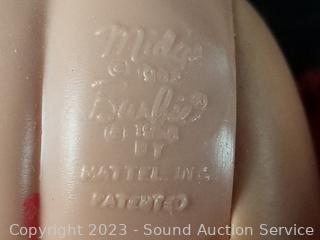 Midge
©
Barbie®
©
BY
MATTEL, INC.
PATENTED
Copyright 2023 - Sound Auction Service